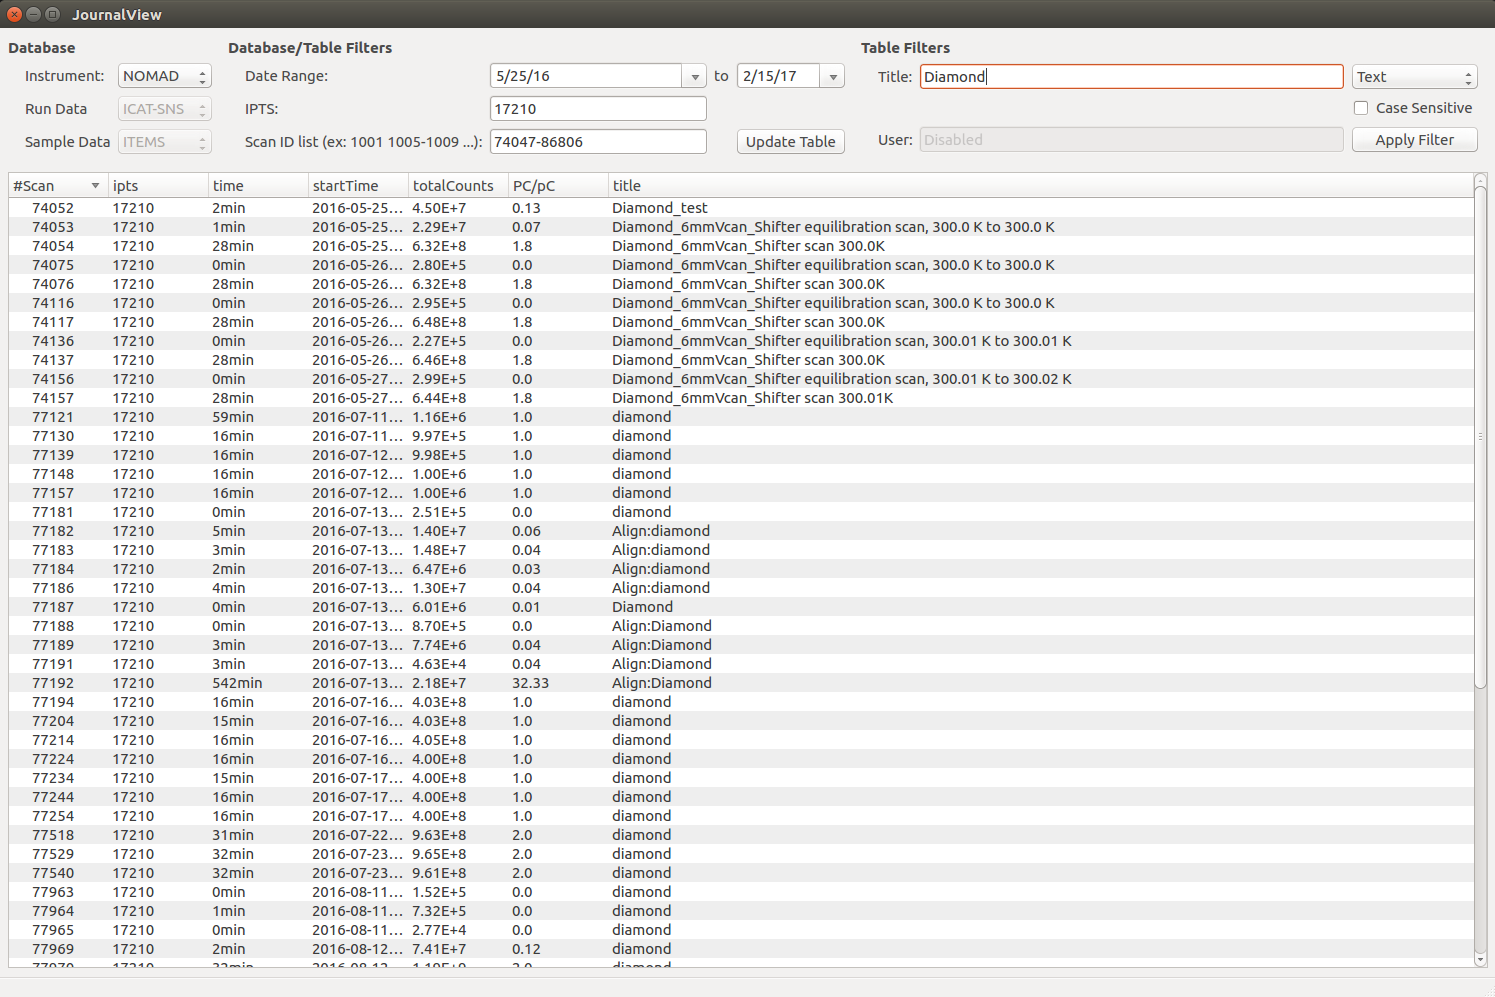 JournalView
Database
Database/Table Filters
Table Filters
Instrument: NOMAD Date Range: 5/25/16 to 2/15/17 Title: Diamond Text
Run Data ICAT-SNS IPTS: 17210 Case Sensitive
Sample Data ITEMS Scan ID list (ex: 1001 1005-1009 ...): 74047-86806 Update Table User: Disabled Apply Filter
#Scan ipts time startTime totalCounts PC/pC title
74052 17210 2min 2016-05-25... 4.50E+7 0.13 Diamond_test
74053 17210 1min 2016-05-25... 2.29E+7 0.07 Diamond_6mmVcan_Shifter equilibration scan, 300.0 K to 300.0 K
74054 17210 28min 2016-05-25... 6.32E+8 1.8 Diamond_6mmVcan_Shifter scan 300.0K
74075 17210 0min 2016-05-26... 2.80E+5 0.0 Diamond_6mmVcan_Shifter equilibration scan, 300.0 K to 300.0 K
74076 17210 28min 2016-05-26... 6.32E+8 1.8 Diamond_6mmVcan_Shifter scan 300.0K
74116 17210 0min 2016-05-26... 2.95E+5 0.0 Diamond_6mmVcan_Shifter equilibration scan, 300.0 K to 300.0 K
74117 17210 28min 2016-05-26... 6.48E+8 1.8 Diamond_6mmVcan_Shifter scan 300.0K
74136 17210 0min 2016-05-26... 2.27E+5 0.0 Diamond_6mmVcan_Shifter equilibration scan, 300.01 K to 300.01 K
74137 17210 28min 2016-05-26... 6.46E+8 1.8 Diamond_6mmVcan_Shifter scan 300.0K
74156 17210 0min 2016-05-27... 2.99E+5 0.0 Diamond_6mmVcan_Shifter equilibration scan, 300.01 K to 300.02 K
74157 17210 28min 2016-05-27... 6.44E+8 1.8 Diamond_6mmVcan_Shifter scan 300.01K
77121 17210 59min 2016-07-11... 1.16E+6 1.0 diamond
77130 17210 16min 2016-07-11... 9.97E+5 1.0 diamond
77139 17210 16min 2016-07-12... 9.98E+5 1.0 diamond
77148 17210 16min 2016-07-12... 1.00E+6 1.0 diamond
77157 17210 16min 2016-07-12... 1.00E+6 1.0 diamond
77181 17210 0min 2016-07-13... 2.51E+5 0.0 diamond
77182 17210 5min 2016-07-13... 1.40E+7 0.06 Align:diamond
77183 17210 3min 2016-07-13... 1.48E+7 0.04 Align:diamond
77184 17210 2min 2016-07-13... 6.47E+6 0.03 Align:diamond
77186 17210 4min 2016-07-13... 1.30E+7 0.04 Align:diamond
77187 17210 0min 2016-07-13... 6.01E+6 0.01 Diamond
77188 17210 0min 2016-07-13... 8.70E+5 0.0 Align:Diamond
77189 17210 3min 2016-07-13... 7.74E+6 0.04 Align:Diamond
77191 17210 3min 2016-07-13... 4.63E+4 0.04 Align:Diamond
77192 17210 542min 2016-07-13... 2.18E+7 32.33 Align:Diamond
77194 17210 16min 2016-07-16... 4.03E+8 1.0 diamond
77204 17210 15min 2016-07-16... 4.03E+8 1.0 diamond
77214 17210 16min 2016-07-16... 4.05E+8 1.0 diamond
77224 17210 16min 2016-07-16... 4.00E+8 1.0 diamond
77234 17210 15min 2016-07-17... 4.00E+8 1.0 diamond
77244 17210 16min 2016-07-17... 4.00E+8 1.0 diamond
77254 17210 16min 2016-07-17... 4.00E+8 1.0 diamond
77518 17210 31min 2016-07-22... 9.63E+8 2.0 diamond
77529 17210 32min 2016-07-23... 9.65E+8 2.0 diamond
77540 17210 32min 2016-07-23... 9.61E+8 2.0 diamond
77963 17210 0min 2016-08-11... 1.52E+5 0.0 diamond
77964 17210 1min 2016-08-11... 7.32E+5 0.0 diamond
77965 17210 0min 2016-08-11... 2.77E+4 0.0 diamond
77969 17210 2min 2016-08-12... 7.41E+7 0.12 diamond